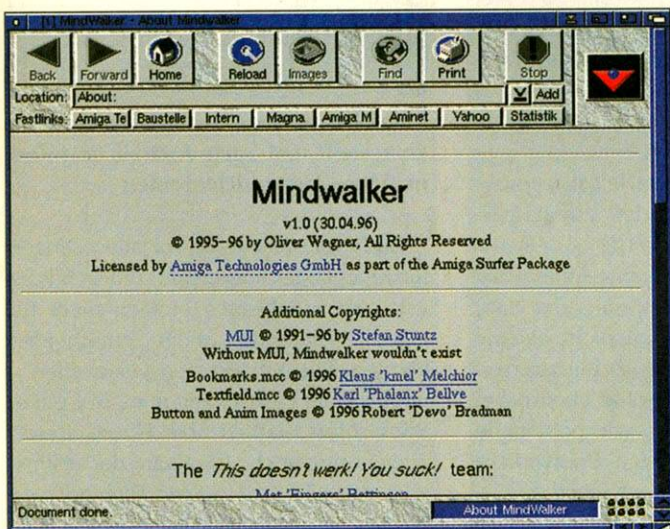 [1] MindWalker - About Mindwalker
Back Forward Home Reload Images Find Print Stop
Location: About: Add
Fastlinks: Amiga Te Baustelle Intern Magna Amiga M Aminet Yahoo Statistik
Mindwalker
v1.0 (30.04.96)
© 1995-96 by Oliver Wagner, All Rights Reserved
Licensed by Amiga Technologies GmbH as part of the Amiga Surfer Package
Additional Copyrights:
MUI © 1991-96 by Stefan Stuntz
Without MUI, Mindwalker wouldn't exist
Bookmarks.mcc © 1996 Klaus 'kmel' Melchior
Textfield.mcc © 1996 Karl 'Phalanx' Bellve
Button and Anim Images © 1996 Robert 'Devo' Bradman
The This doesn't werk! You suck! team:
Mat 'Fingers' Bettinson
Document done.
About MindWalker